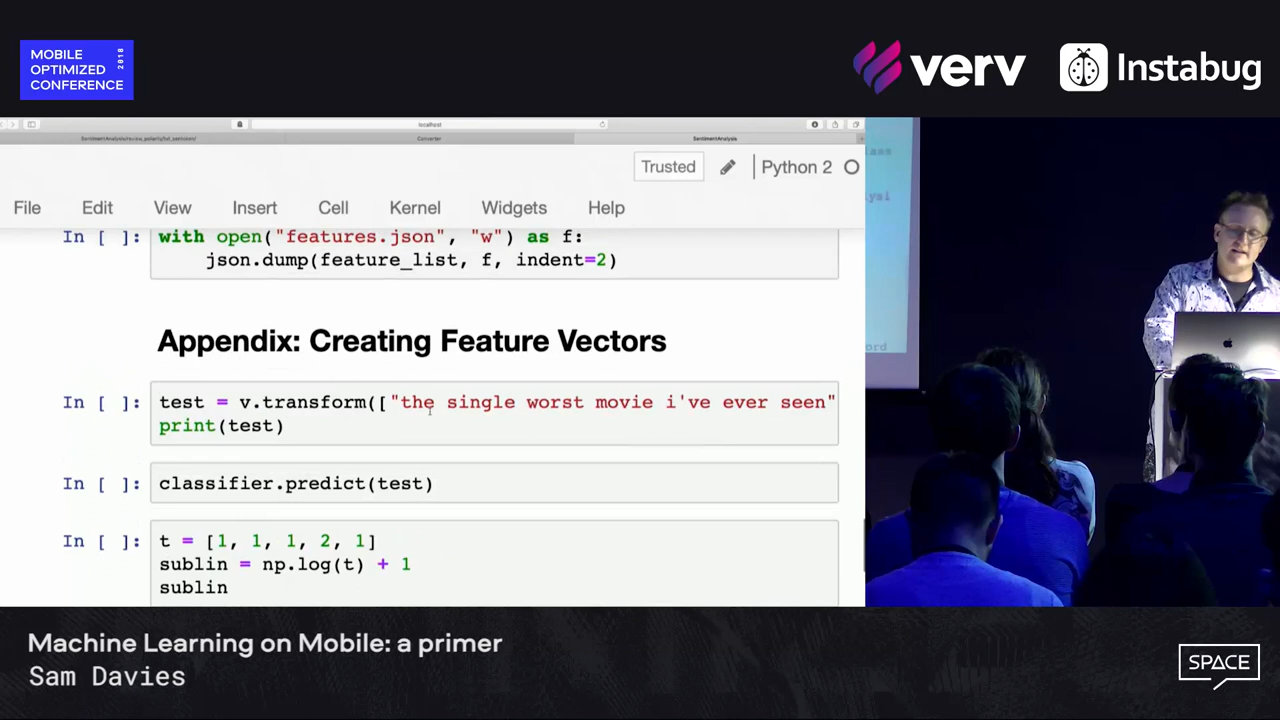 MOBILE
OPTIMIZED
CONFERENCE
2018
verv
Instabug
localhost
Converter
SentimentAnalysis
Trusted
Python 2
File Edit View Insert Cell Kernel Widgets Help
In [ ]: with open("features.json", "w") as f:
json.dump(feature_list, f, indent=2)
Appendix: Creating Feature Vectors
In [ ]: test = v.transform(["the single worst movie i've ever seen"
print(test)
In [ ]: classifier.predict(test)
In [ ]: t = [1, 1, 1, 2, 1]
sublin = np.log(t) + 1
sublin
Machine Learning on Mobile: a primer
Sam Davies
SPACE